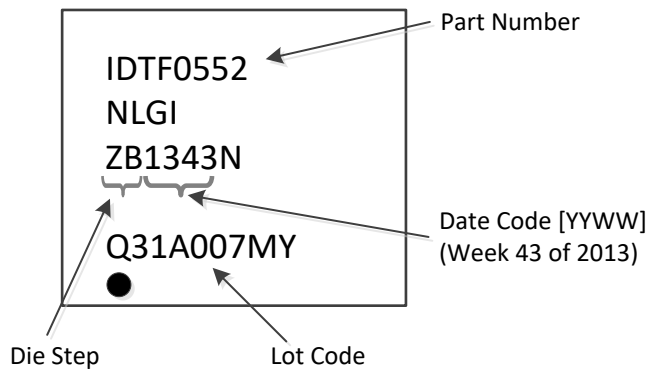 Part Number
IDTF0552
NLGI
ZB1343N
Date Code [YYWW]
(Week 43 of 2013)
Q31A007MY
Die Step
Lot Code